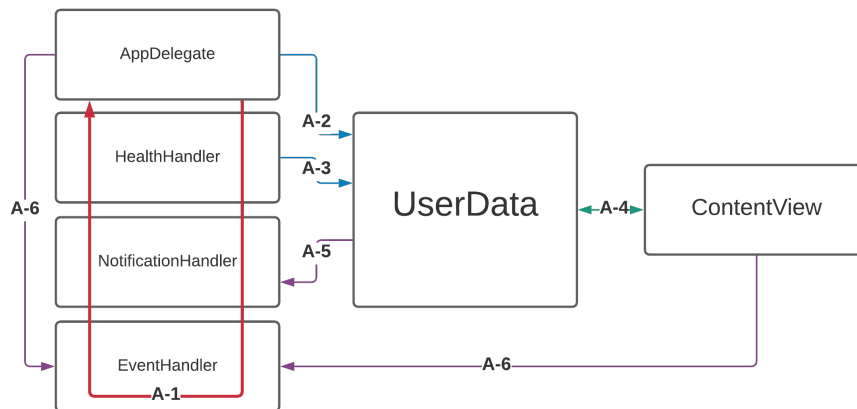 AppDelegate
A-2
HealthHandler
A-3
UserData
A-4
ContentView
A-6
NotificationHandler
A-5
EventHandler
A-6
A-1